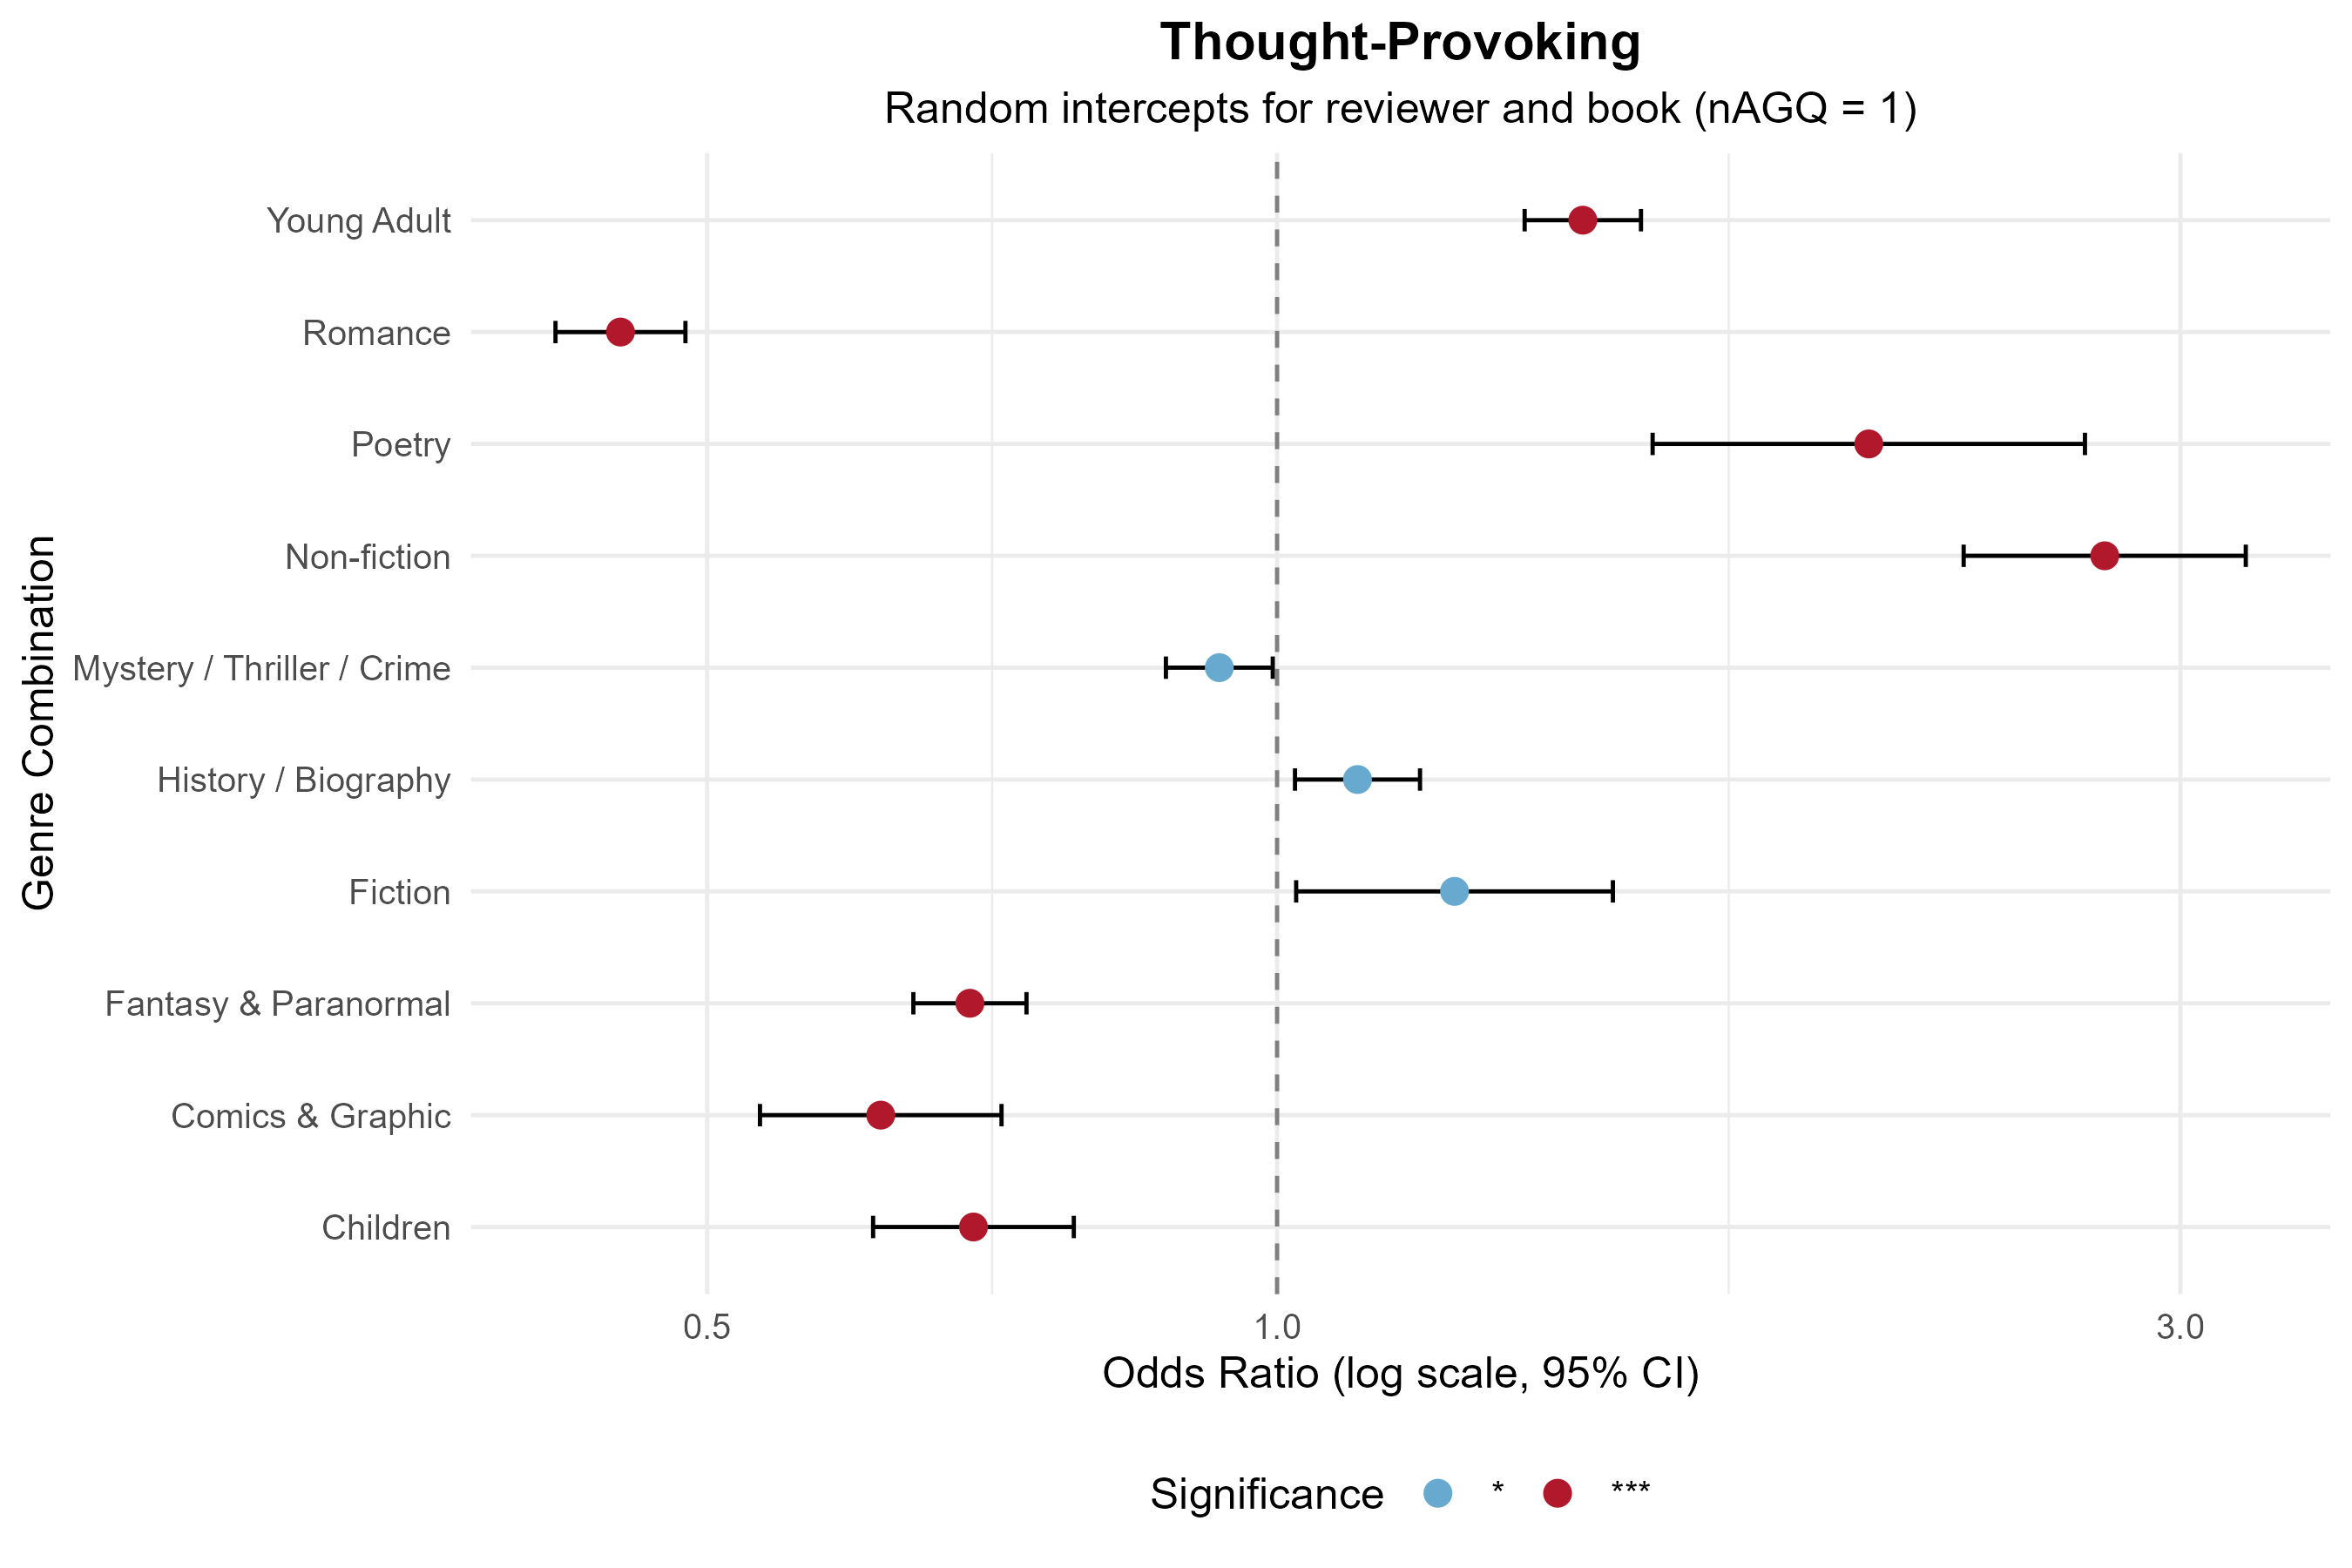 Thought-Provoking
Random intercepts for reviewer and book (nAGQ = 1)
Genre Combination
Young Adult
Romance
Poetry
Non-fiction
Mystery / Thriller / Crime
History / Biography
Fiction
Fantasy & Paranormal
Comics & Graphic
Children
0.5 1.0 3.0
Odds Ratio (log scale, 95% CI)
Significance * ***